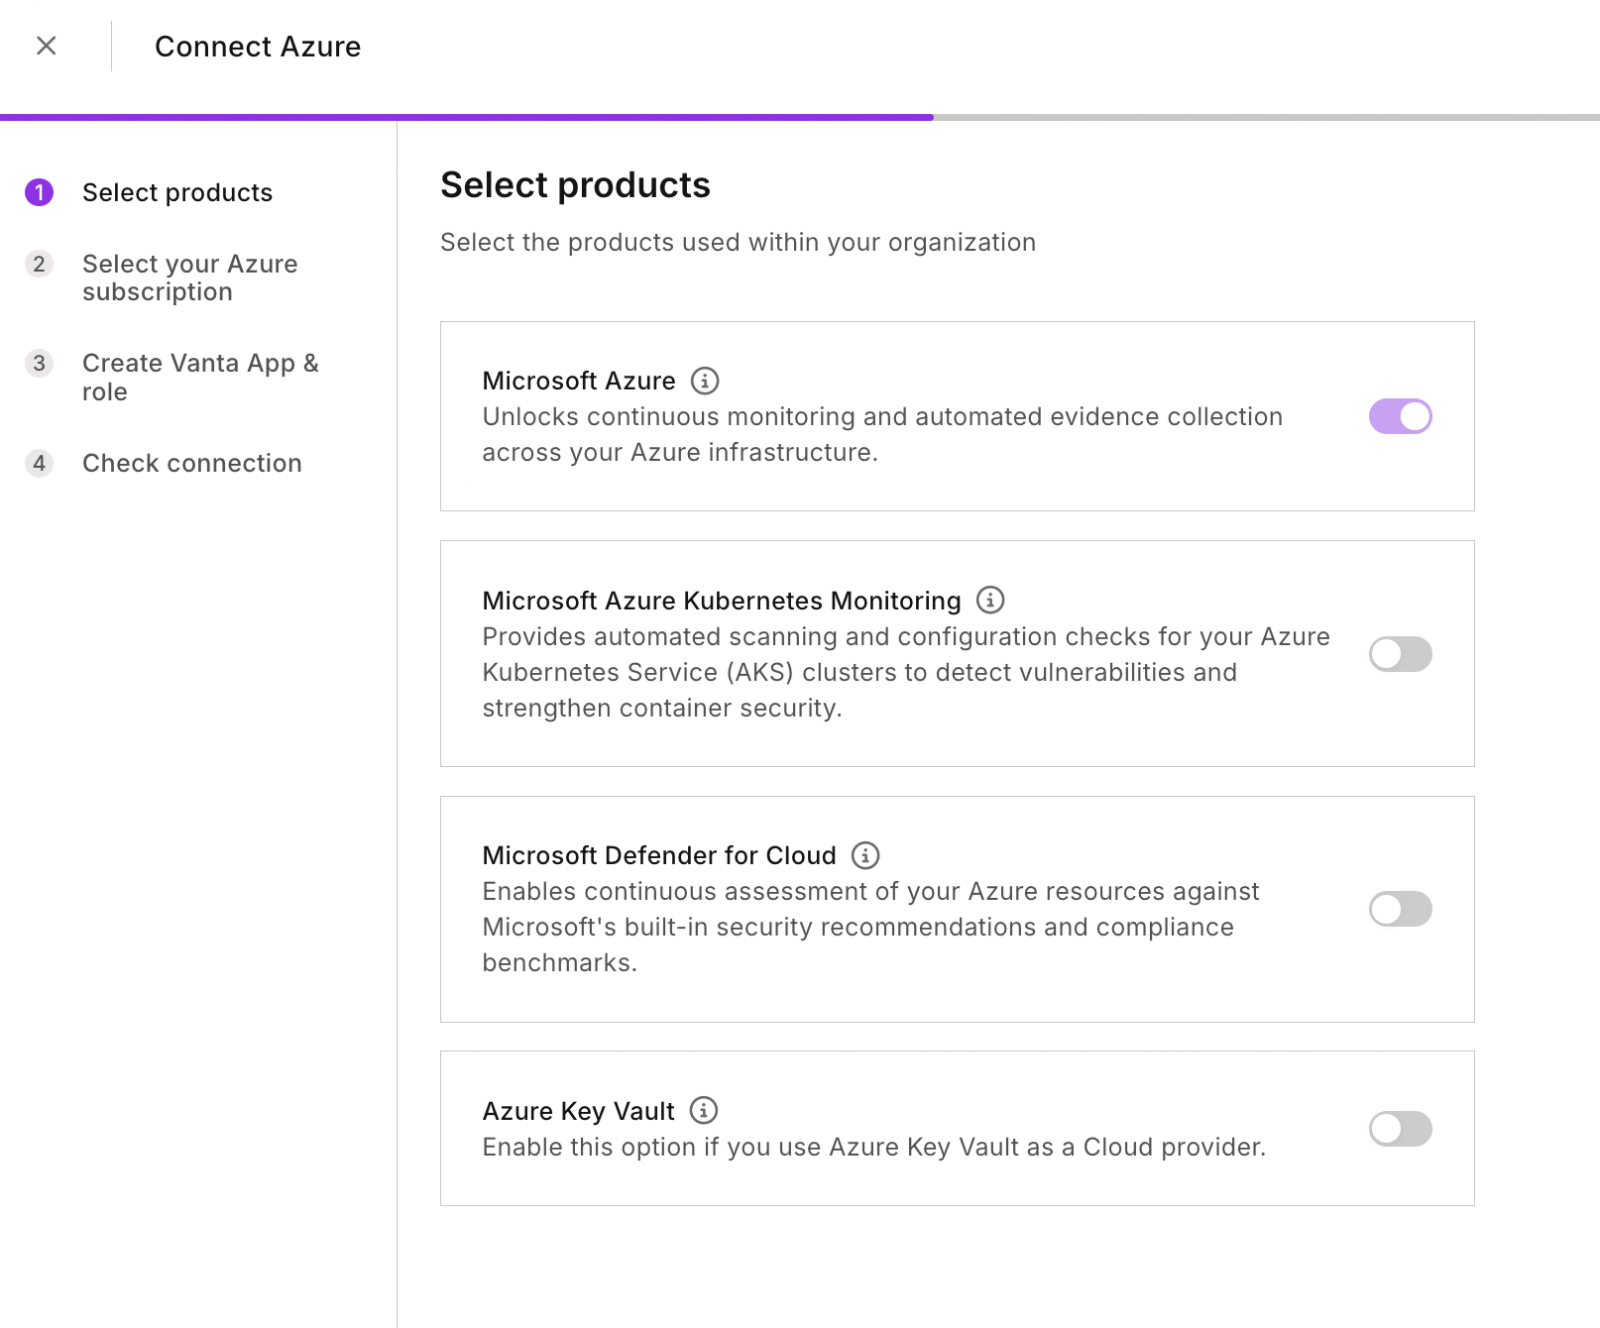 Connect Azure
1 Select products
2 Select your Azure
subscription
3 Create Vanta App &
role
4 Check connection
Select products
Select the products used within your organization
Microsoft Azure
Unlocks continuous monitoring and automated evidence collection
across your Azure infrastructure.
Microsoft Azure Kubernetes Monitoring
Provides automated scanning and configuration checks for your Azure
Kubernetes Service (AKS) clusters to detect vulnerabilities and
strengthen container security.
Microsoft Defender for Cloud
Enables continuous assessment of your Azure resources against
Microsoft's built-in security recommendations and compliance
benchmarks.
Azure Key Vault
Enable this option if you use Azure Key Vault as a Cloud provider.